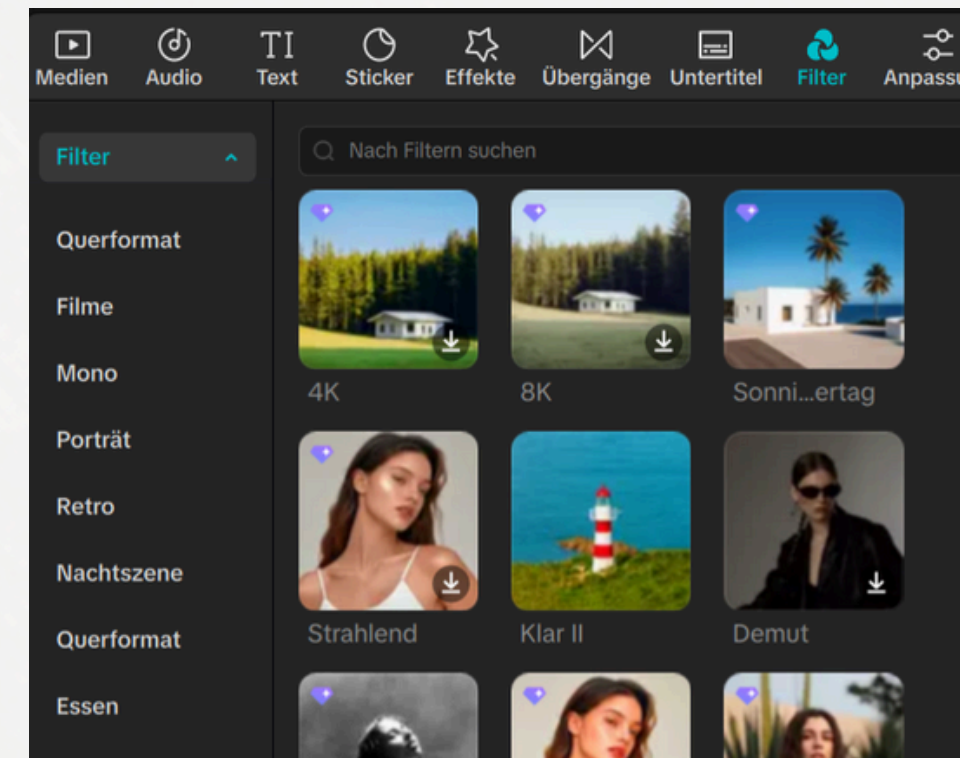 Medien Audio TI Text Sticker Effekte Übergänge Untertitel Filter Anpassu
Filter
Nach Filtern suchen
Querformat
Filme
Mono
Porträt
Retro
Nachtszene
Querformat
Essen
4K 8K Sonni...ertag
Strahlend Klar II Demut